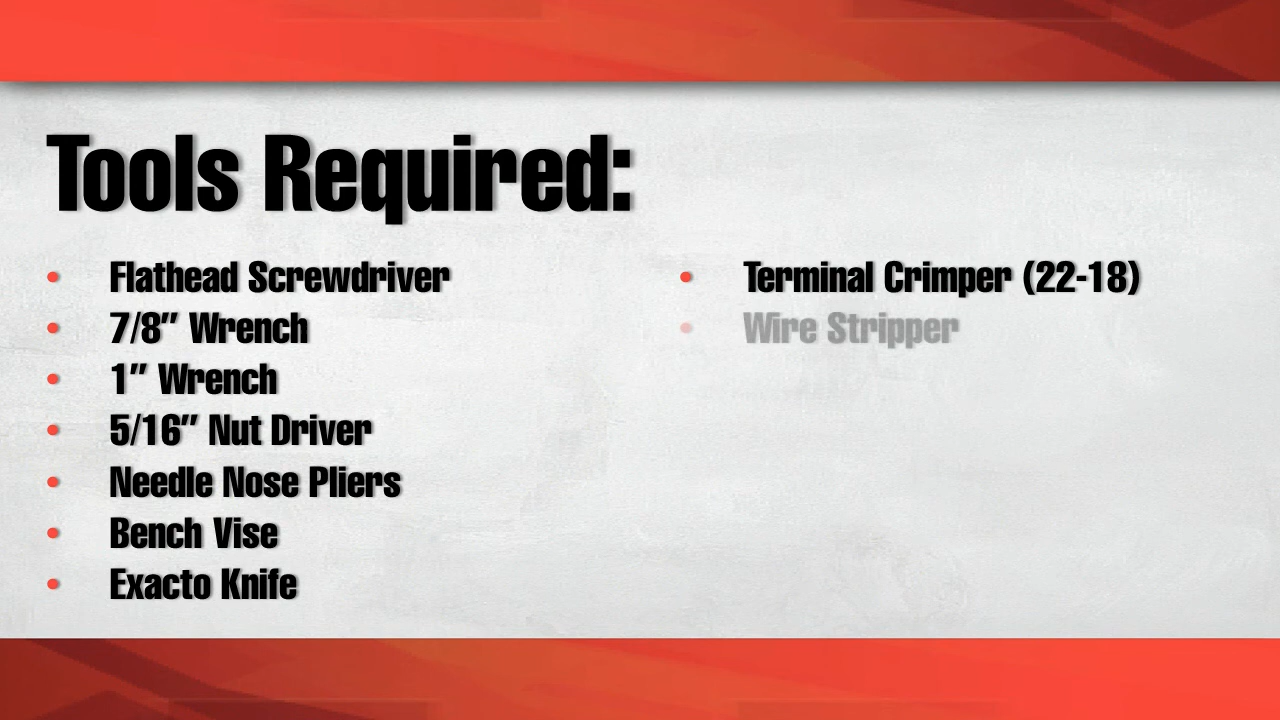 Tools Required:
• Flathead Screwdriver
• 7/8” Wrench
• 1” Wrench
• 5/16” Nut Driver
• Needle Nose Pliers
• Bench Vise
• Exacto Knife
• Terminal Crimper (22-18)
• Wire Stripper